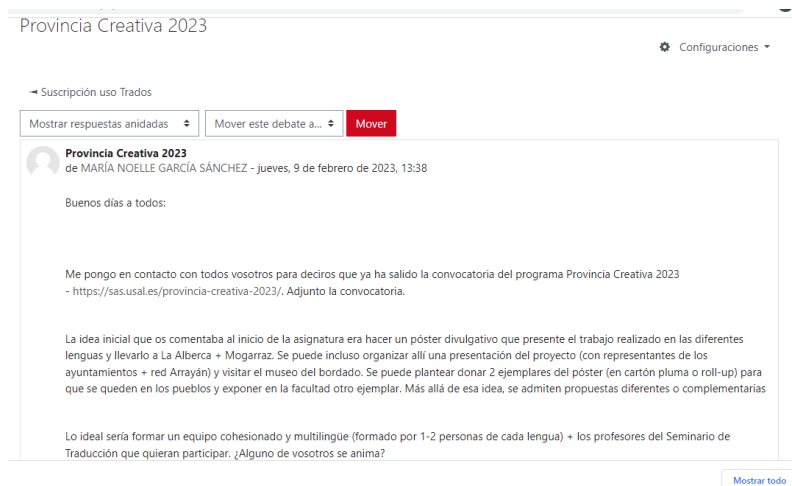 Provincia Creativa 2023
Configuraciones
Suscripción uso Trados
Mostrar respuestas anidadas
Mover este debate a...
Mover
Provincia Creativa 2023
de MARÍA NOELLE GARCÍA SÁNCHEZ - jueves, 9 de febrero de 2023, 13:38
Buenos días a todos:
Me pongo en contacto con todos vosotros para deciros que ya ha salido la convocatoria del programa Provincia Creativa 2023
- https://sas.usal.es/provincia-creativa-2023/. Adjunto la convocatoria.
La idea inicial que os comentaba al inicio de la asignatura era hacer un póster divulgativo que presente el trabajo realizado en las diferentes
lenguas y llevarlo a La Alberca + Mogarraz. Se puede incluso organizar allí una presentación del proyecto (con representantes de los
ayuntamientos + red Arrayán) y visitar el museo del bordado. Se puede plantear donar 2 ejemplares del póster (en cartón pluma o roll-up) para
que se queden en los pueblos y exponer en la facultad otro ejemplar. Más allá de esa idea, se admiten propuestas diferentes o complementarias
Lo ideal sería formar un equipo cohesionado y multilingüe (formado por 1-2 personas de cada lengua) + los profesores del Seminario de
Traducción que quieran participar. ¿Alguno de vosotros se anima?
Mostrar todo